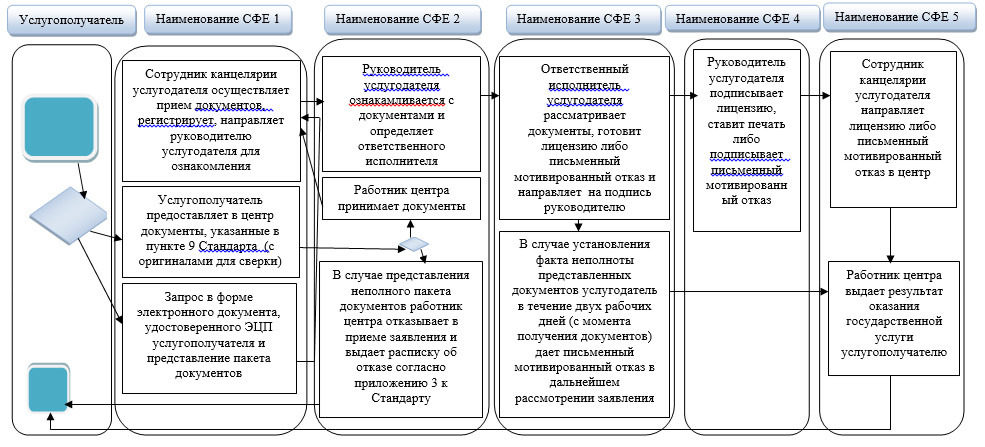 Услугополучатель
Наименование СФЕ 1
Наименование СФЕ 2
Наименование СФЕ 3
Наименование СФЕ 4
Наименование СФЕ 5
Сотрудник канцелярии
услугодателя осуществляет
прием документов,
регистрирует, направляет
руководителю
услугодателя для
ознакомления
Услугополучатель
предоставляет в центр
документы, указанные в
пункте 9 Стандарта (с
оригиналами для сверки)
Запрос в форме
электронного документа,
удостоверенного ЭЦП
услугополучателя и
представление пакета
документов
Руководитель
услугодателя
ознакамливается с
документами и
определяет
ответственного
исполнителя
Работник центра
принимает документы
В случае представления
неполного пакета
документов работник
центра отказывает в
приеме заявления и
выдает расписку об
отказе согласно
приложению 3 к
Стандарту
Ответственный
исполнитель
услугодателя
рассматривает
документы, готовит
лицензию либо
письменный
мотивированный отказ и
направляет на подпись
руководителю
В случае установления
факта неполноты
представленных
документов услугодатель
в течение двух рабочих
дней (с момента
получения документов)
дает письменный
мотивированный отказ в
дальнейшем
рассмотрении заявления
Руководитель
услугодателя
подписывает
лицензию,
ставит печать
либо
подписывает
письменный
мотивированн
ый отказ
Сотрудник
канцелярии
услугодателя
направляет
лицензию либо
письменный
мотивированный
отказ в центр
Работник центра
выдает результат
оказания
государственной
услуги
услугополучателю